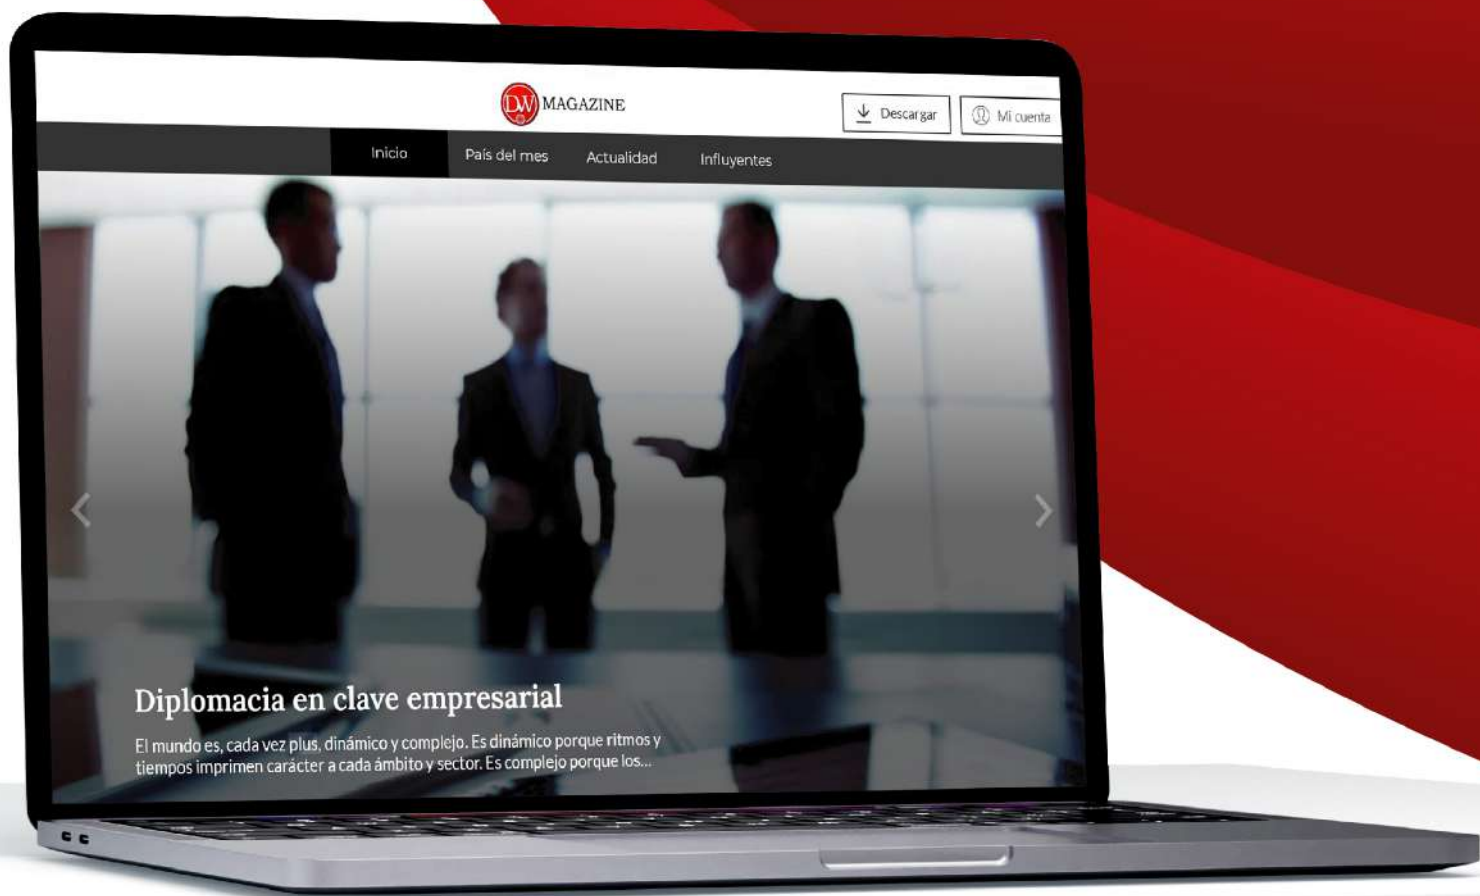 DW MAGAZINE
Descargar
Mi cuenta
Inicio
País del mes
Actualidad
Influyentes
Diplomacia en clave empresarial
El mundo es, cada vez plus, dinámico y complejo. Es dinámico porque ritmos y
tiempos imprimen carácter a cada ámbito y sector. Es complejo porque los...